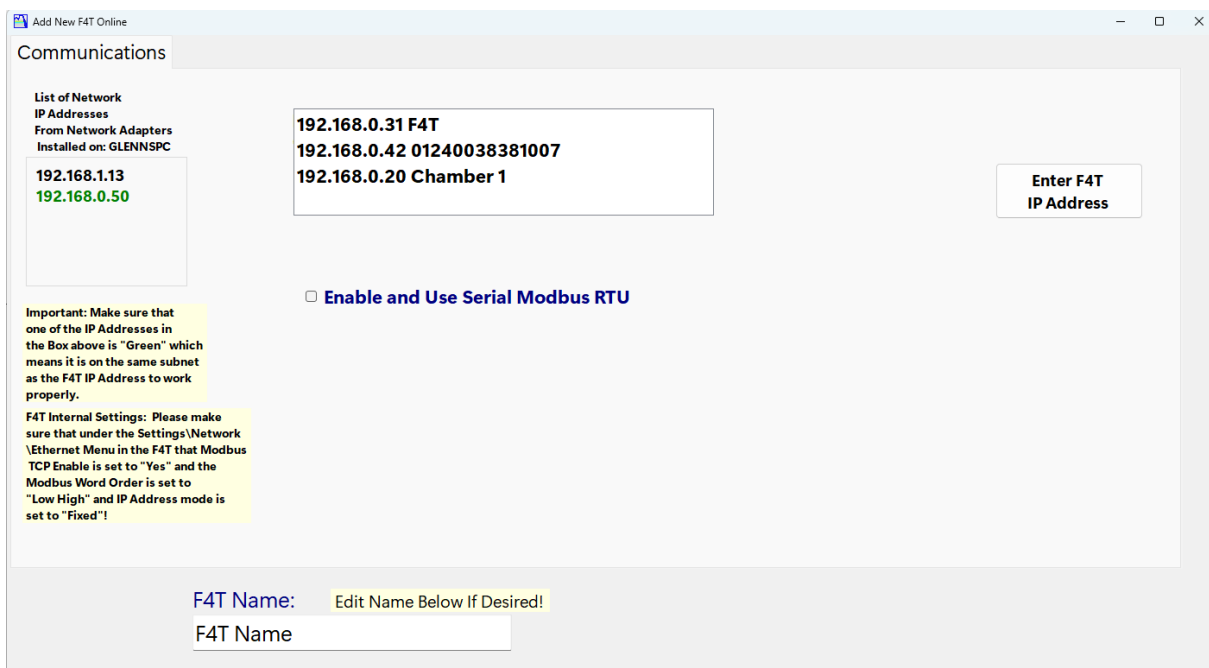 Add New F4T Online
Communications
List of Network
IP Addresses
From Network Adapters
Installed on: GLENNSPC
192.168.1.13
192.168.0.50
192.168.0.31 F4T
192.168.0.42 01240038381007
192.168.0.20 Chamber 1
Enter F4T
IP Address
Enable and Use Serial Modbus RTU
Important: Make sure that
one of the IP Addresses in
the Box above is "Green" which
means it is on the same subnet
as the F4T IP Address to work
properly.
F4T Internal Settings: Please make
sure that under the Settings\Network
\Ethernet Menu in the F4T that Modbus
TCP Enable is set to "Yes" and the
Modbus Word Order is set to
"Low High" and IP Address mode is
set to "Fixed"!
F4T Name:
Edit Name Below If Desired!
F4T Name